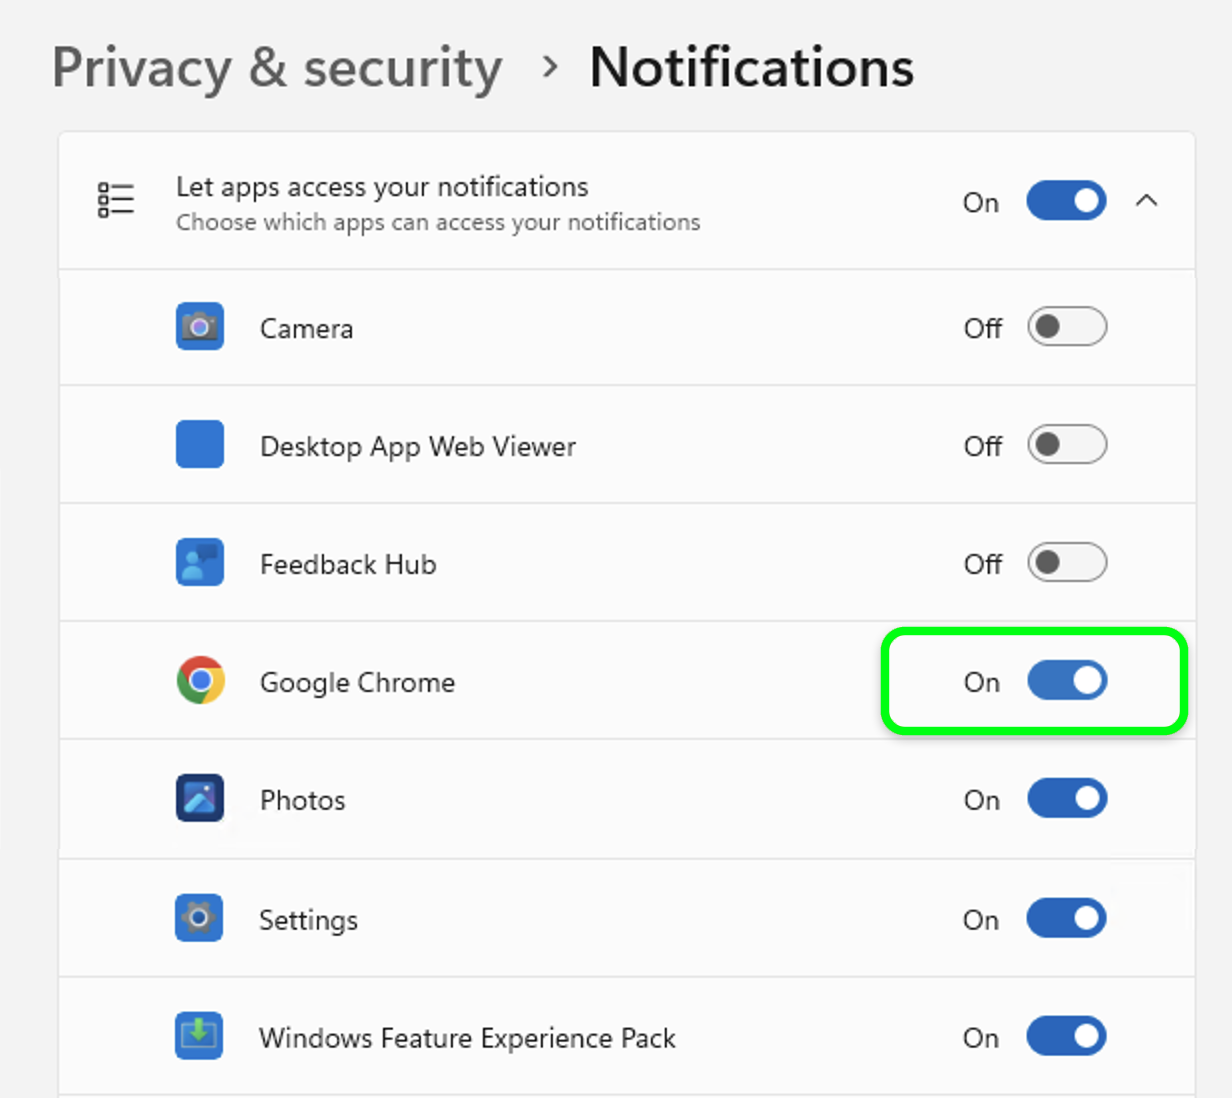 Privacy & security > Notifications
Let apps access your notifications On
Choose which apps can access your notifications
Camera Off
Desktop App Web Viewer Off
Feedback Hub Off
Google Chrome On
Photos On
Settings On
Windows Feature Experience Pack On